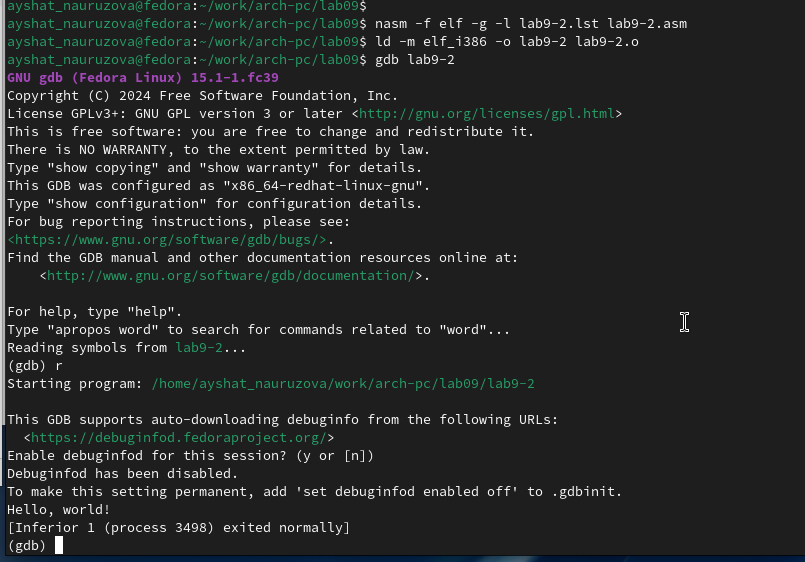 ayshat_nauruzova@fedora:~/work/arch-pc/lab09$
ayshat_nauruzova@fedora:~/work/arch-pc/lab09$ nasm -f elf -g -l lab9-2.lst lab9-2.asm
ayshat_nauruzova@fedora:~/work/arch-pc/lab09$ ld -m elf_i386 -o lab9-2 lab9-2.o
ayshat_nauruzova@fedora:~/work/arch-pc/lab09$ gdb lab9-2
GNU gdb (Fedora Linux) 15.1-1.fc39
Copyright (C) 2024 Free Software Foundation, Inc.
License GPLv3+: GNU GPL version 3 or later <http://gnu.org/licenses/gpl.html>
This is free software: you are free to change and redistribute it.
There is NO WARRANTY, to the extent permitted by law.
Type "show copying" and "show warranty" for details.
This GDB was configured as "x86_64-redhat-linux-gnu".
Type "show configuration" for configuration details.
For bug reporting instructions, please see:
<https://www.gnu.org/software/gdb/bugs/>.
Find the GDB manual and other documentation resources online at:
    <http://www.gnu.org/software/gdb/documentation/>.

For help, type "help".
Type "apropos word" to search for commands related to "word"...
Reading symbols from lab9-2...
(gdb) r
Starting program: /home/ayshat_nauruzova/work/arch-pc/lab09/lab9-2

This GDB supports auto-downloading debuginfo from the following URLs:
  <https://debuginfod.fedoraproject.org/>
Enable debuginfod for this session? (y or [n])
Debuginfod has been disabled.
To make this setting permanent, add 'set debuginfod enabled off' to .gdbinit.
Hello, world!
[Inferior 1 (process 3498) exited normally]
(gdb)